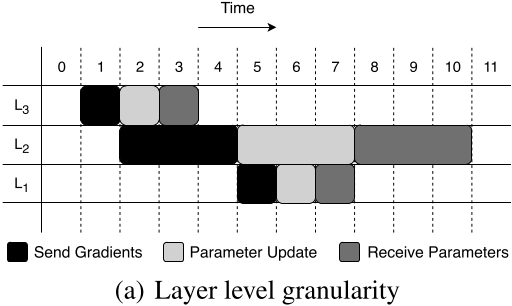 Time
0 1 2 3 4 5 6 7 8 9 10 11
L3
L2
L1
Send Gradients Parameter Update Receive Parameters
(a) Layer level granularity